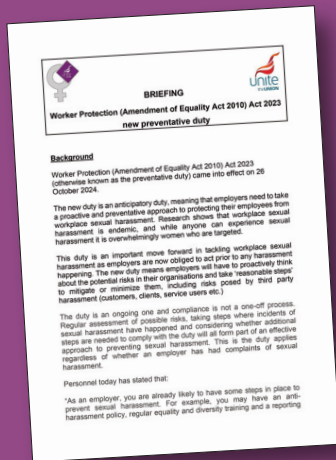 unite
the UNION
BRIEFING
Worker Protection (Amendment of Equality Act 2010) Act 2023
new preventative duty
Background
Worker Protection (Amendment of Equality Act 2010) Act 2023
(otherwise known as the preventative duty) came into effect on 26
October 2024.
The new duty is an anticipatory duty, meaning that employers need to take
a proactive and preventative approach to protecting their employees from
workplace sexual harassment. Research shows that workplace sexual
harassment is endemic, and while anyone can experience sexual
harassment it is overwhelmingly women who are targeted.
This duty is an important move forward in tackling workplace sexual
harassment as employers are now obliged to act prior to any harassment
happening. The new duty means employers will have to proactively think
about the potential risks in their organisations and take 'reasonable steps'
to mitigate or minimize them, including risks posed by third party
harassment (customers, clients, service users etc.)
The duty is an ongoing one and compliance is not a one-off process.
Regular assessment of possible risks, taking steps where incidents of
sexual harassment have happened and considering whether additional
steps are needed to comply with the duty will all form part of an effective
approach to preventing sexual harassment. This is the duty applies
regardless of whether an employer has had complaints of sexual
harassment.
Personnel today has stated that:
"As an employer, you are already likely to have some steps in place to
prevent sexual harassment. For example, you may have an anti-
harassment policy, regular equality and diversity training and a reporting